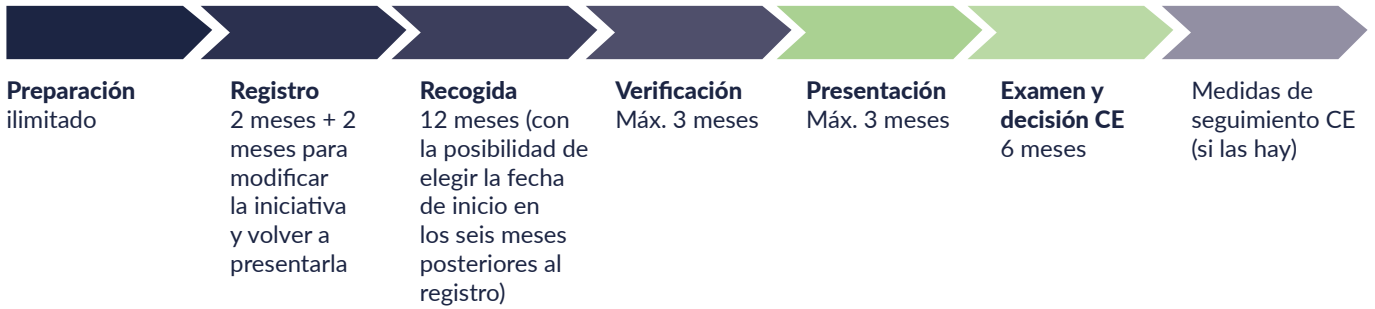 Preparación
ilimitado
Registro
2 meses + 2
meses para
modificar
la iniciativa
y volver a
presentarla
Recogida
12 meses (con
la posibilidad de
elegir la fecha
de inicio en
los seis meses
posteriores al
registro)
Verificación
Máx. 3 meses
Presentación
Máx. 3 meses
Examen y
decisión CE
6 meses
Medidas de
seguimiento CE
(si las hay)